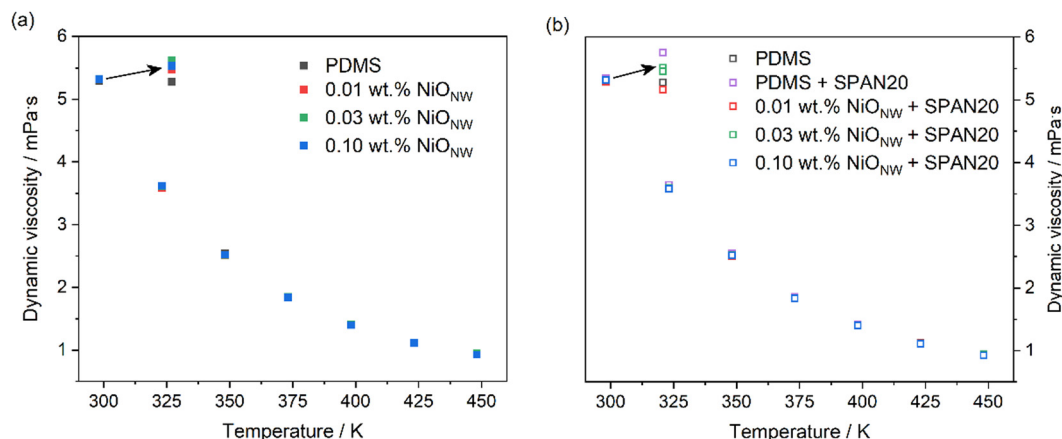 (a)
6
5
4
3
2
1
Dynamic viscosity / mPa·s
PDMS
0.01 wt.% NiO_NW
0.03 wt.% NiO_NW
0.10 wt.% NiO_NW
300 325 350 375 400 425 450
Temperature / K
(b)
PDMS
PDMS + SPAN20
0.01 wt.% NiO_NW + SPAN20
0.03 wt.% NiO_NW + SPAN20
0.10 wt.% NiO_NW + SPAN20
6
5
4
3
2
1
Dynamic viscosity / mPa·s
300 325 350 375 400 425 450
Temperature / K